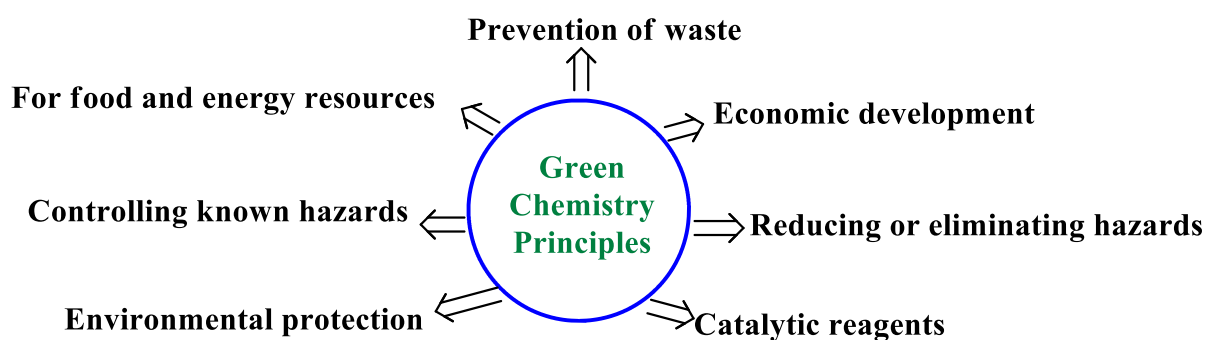 Prevention of waste
For food and energy resources
Economic development
Green
Chemistry
Principles
Controlling known hazards
Reducing or eliminating hazards
Environmental protection
Catalytic reagents